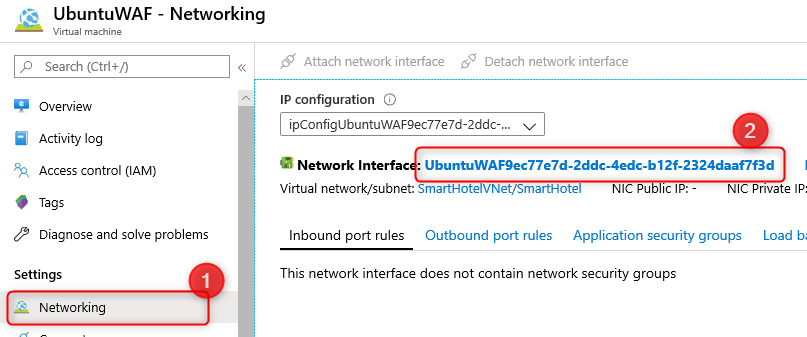 UbuntuWAF - Networking
Virtual machine
Search (Ctrl+/)
«
Overview
Activity log
Access control (IAM)
Tags
Diagnose and solve problems
Settings
1
Networking
Attach network interface
Detach network interface
IP configuration
ipConfigUbuntuWAF9ec77e7d-2ddc-...
2
Network Interface: UbuntuWAF9ec77e7d-2ddc-4edc-b12f-2324daaf7f3d
Virtual network/subnet: SmartHotelVNet/SmartHotel NIC Public IP: - NIC Private IP:
Inbound port rules Outbound port rules Application security groups Load ba
This network interface does not contain network security groups